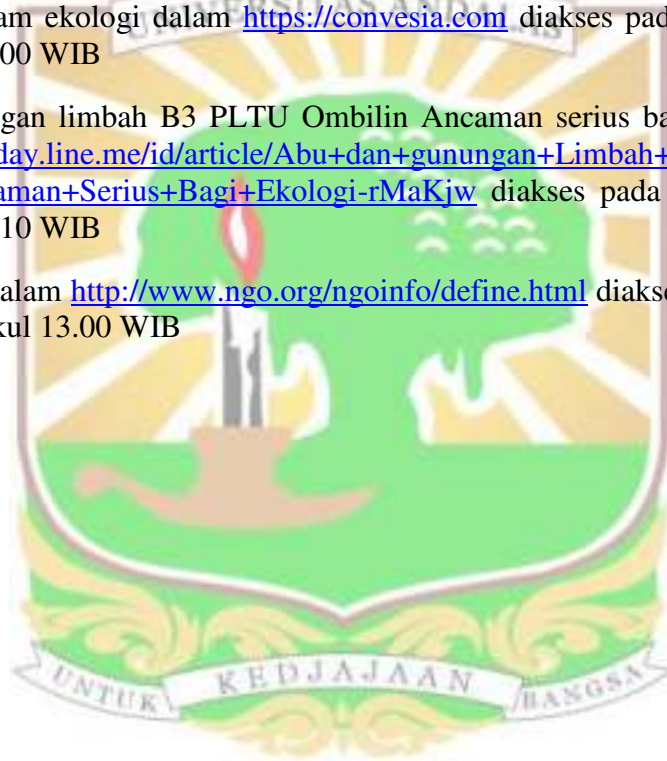 am ekologi dalam https://convesia.com diakses pad
00 WIB
gan limbah B3 PLTU Ombilin Ancaman serius ba
day.line.me/id/article/Abu+dan+gunungan+Limbah+
aman+Serius+Bagi+Ekologi-rMaKjw diakses pada
10 WIB
alam http://www.ngo.org/ngoinfo/define.html diakse
kul 13.00 WIB
UNIVERSITAS ANDALAS
UNTUK KEDJAJAAN BANGSA